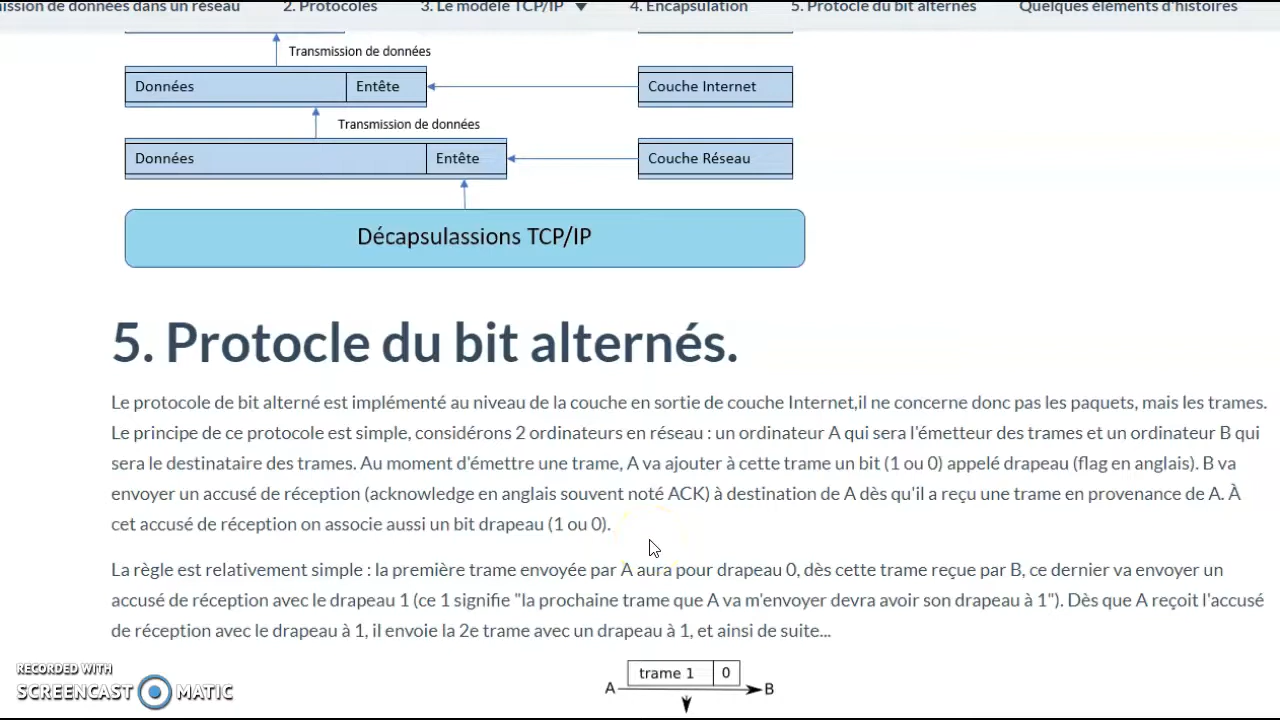 ission de données dans un réseau 2. Protocoles 3. Le modèle TCP/IP 4. Encapsulation 5. Protocle du bit alternés Quelques éléments d'histoires
Transmission de données
Données Entête Couche Internet
Transmission de données
Données Entête Couche Réseau
Décapsulassions TCP/IP
5. Protocle du bit alternés.
Le protocole de bit alterné est implémenté au niveau de la couche en sortie de couche Internet,il ne concerne donc pas les paquets, mais les trames.
Le principe de ce protocole est simple, considérons 2 ordinateurs en réseau : un ordinateur A qui sera l'émetteur des trames et un ordinateur B qui
sera le destinataire des trames. Au moment d'émettre une trame, A va ajouter à cette trame un bit (1 ou 0) appelé drapeau (flag en anglais). B va
envoyer un accusé de réception (acknowledge en anglais souvent noté ACK) à destination de A dès qu'il a reçu une trame en provenance de A. À
cet accusé de réception on associe aussi un bit drapeau (1 ou 0).
La règle est relativement simple : la première trame envoyée par A aura pour drapeau 0, dès cette trame reçue par B, ce dernier va envoyer un
accusé de réception avec le drapeau 1 (ce 1 signifie "la prochaine trame que A va m'envoyer devra avoir son drapeau à 1"). Dès que A reçoit l'accusé
de réception avec le drapeau à 1, il envoie la 2e trame avec un drapeau à 1, et ainsi de suite...
trame 1 0
A B
RECORDED WITH
SCREENCAST MATIC